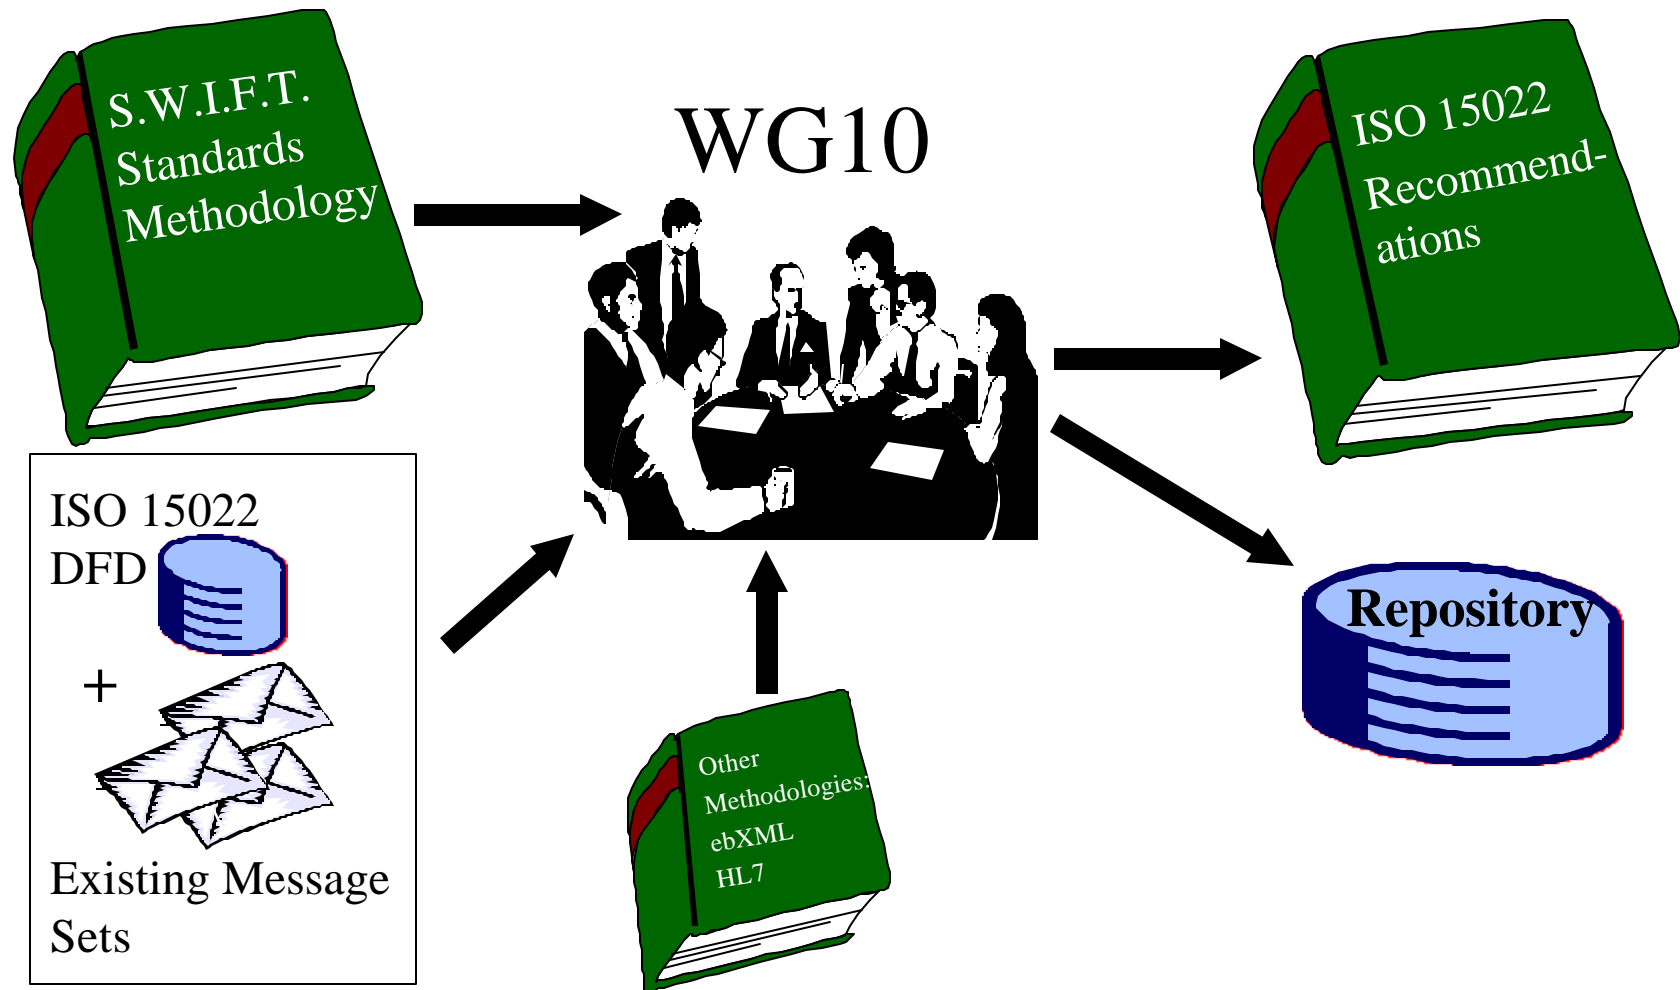 S.W.I.F.T.
Standards
Methodology
WG10
ISO 15022
Recommend-
ations
ISO 15022
DFD
+
Existing Message
Sets
Other
Methodologies:
ebXML
HL7
Repository